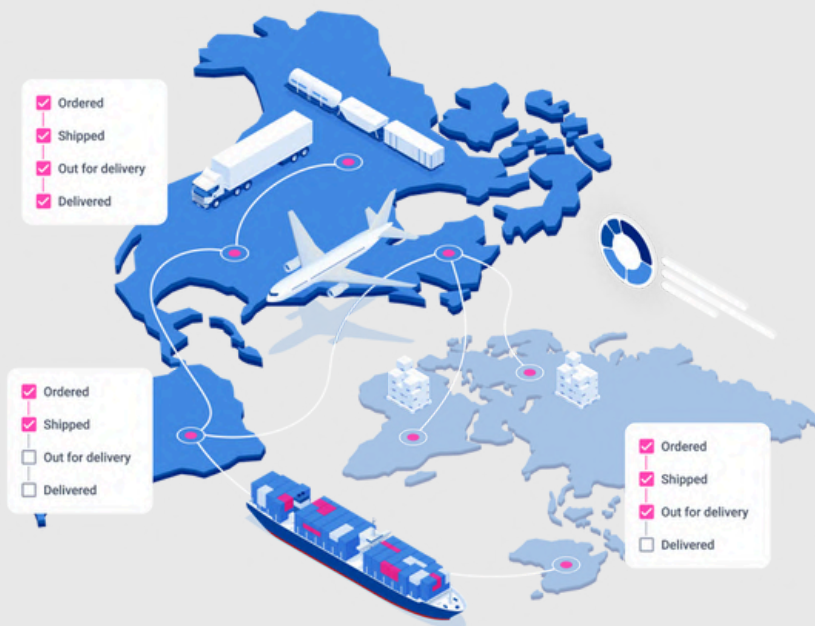 Ordered
Shipped
Out for delivery
Delivered
Ordered
Shipped
Out for delivery
Delivered
Ordered
Shipped
Out for delivery
Delivered